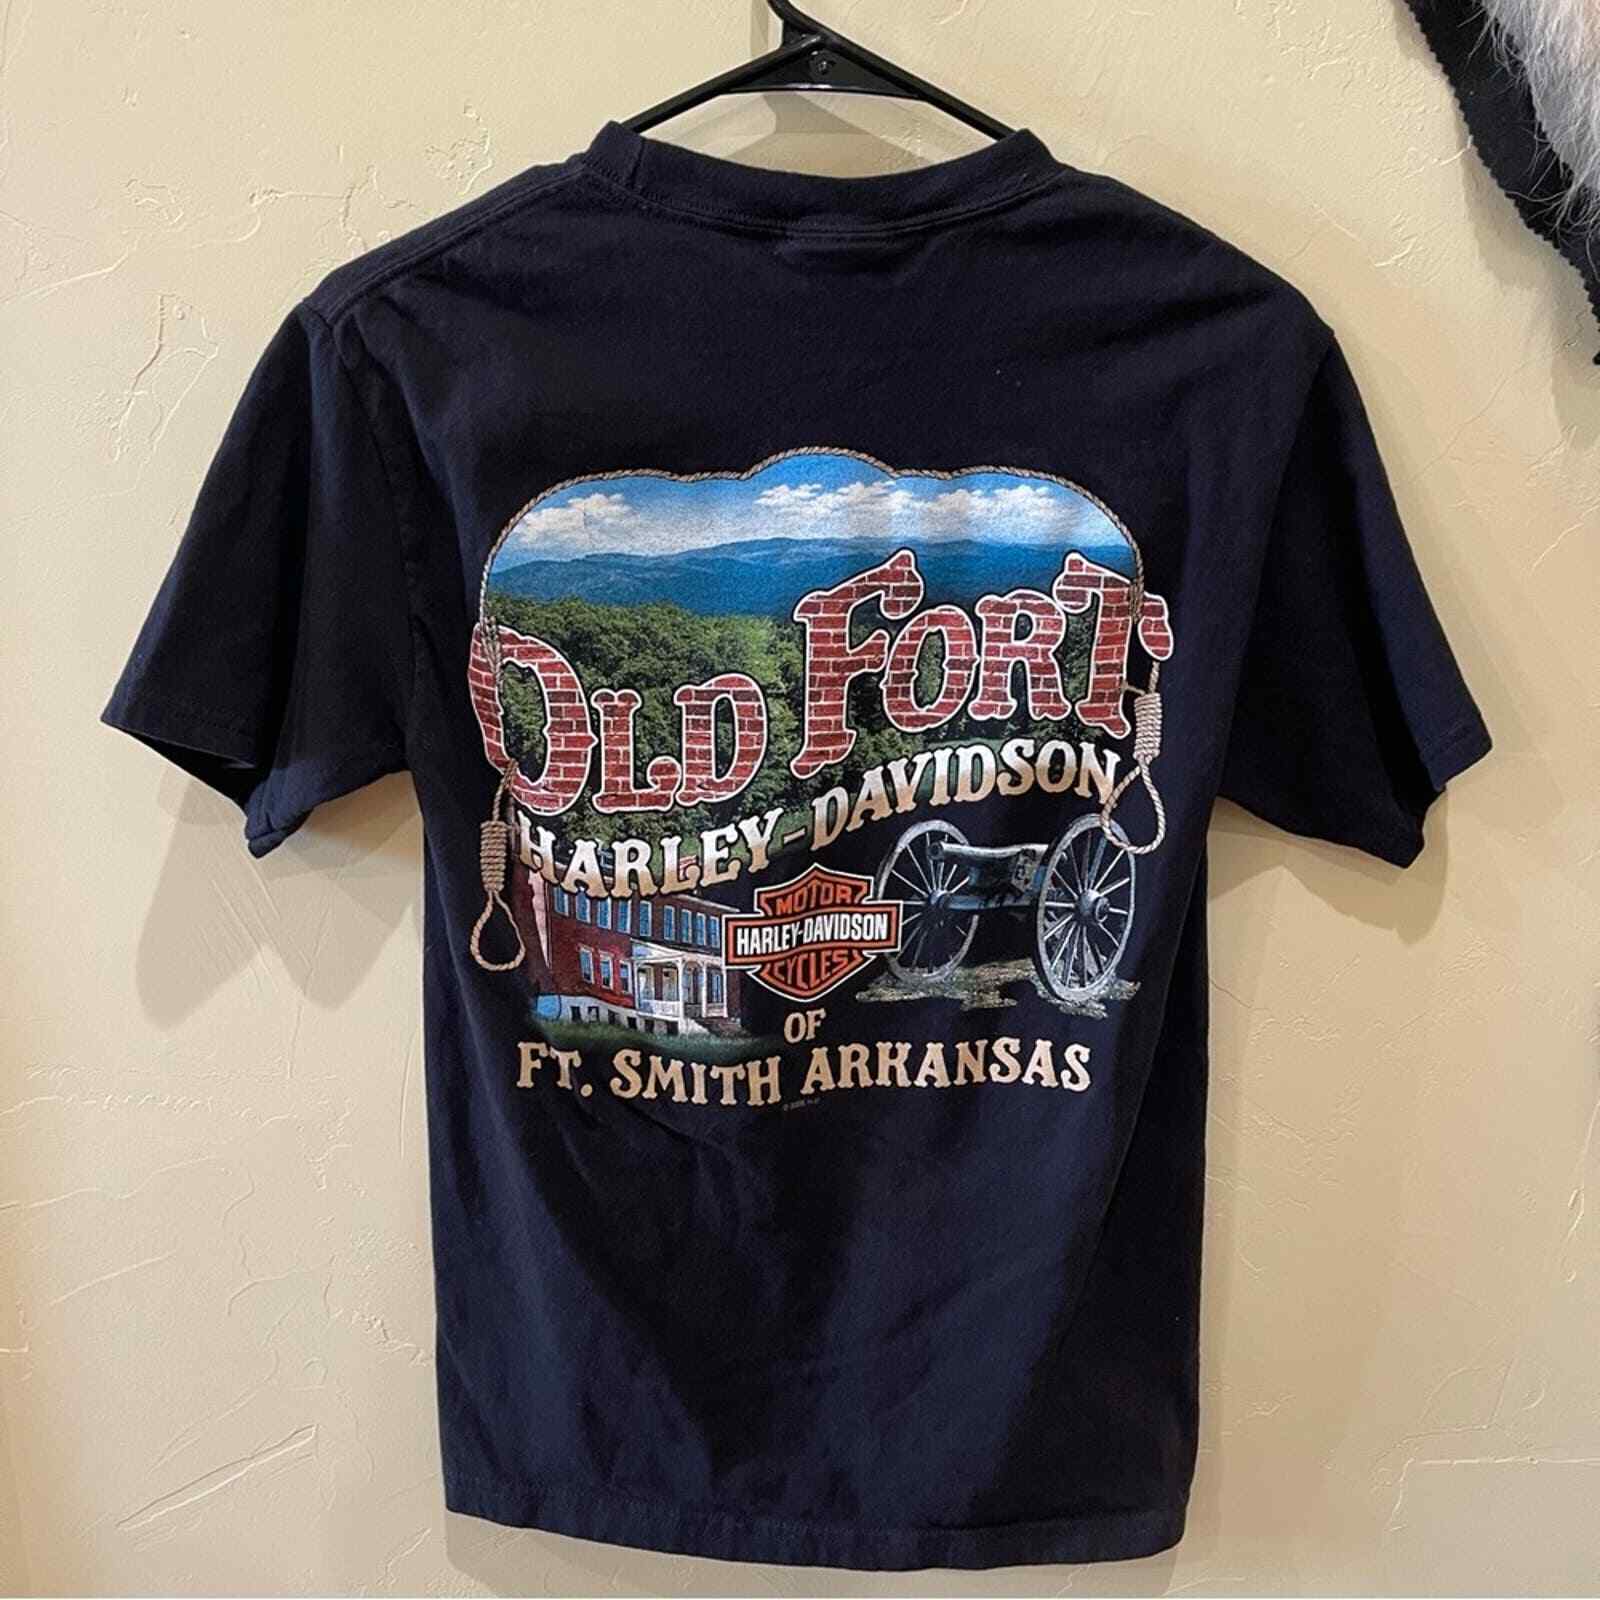 OLD FORT
HARLEY-DAVIDSON
MOTOR
HARLEY-DAVIDSON
CYCLES
OF
FT. SMITH ARKANSAS